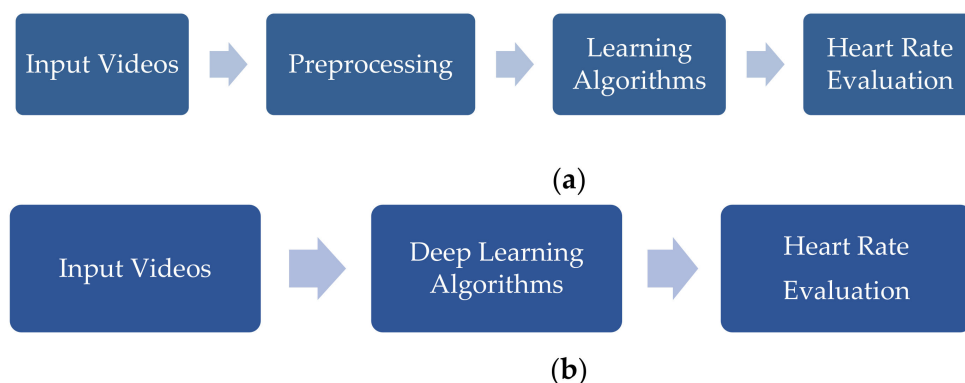 Input Videos
Preprocessing
Learning
Algorithms
Heart Rate
Evaluation
(a)
Input Videos
Deep Learning
Algorithms
Heart Rate
Evaluation
(b)